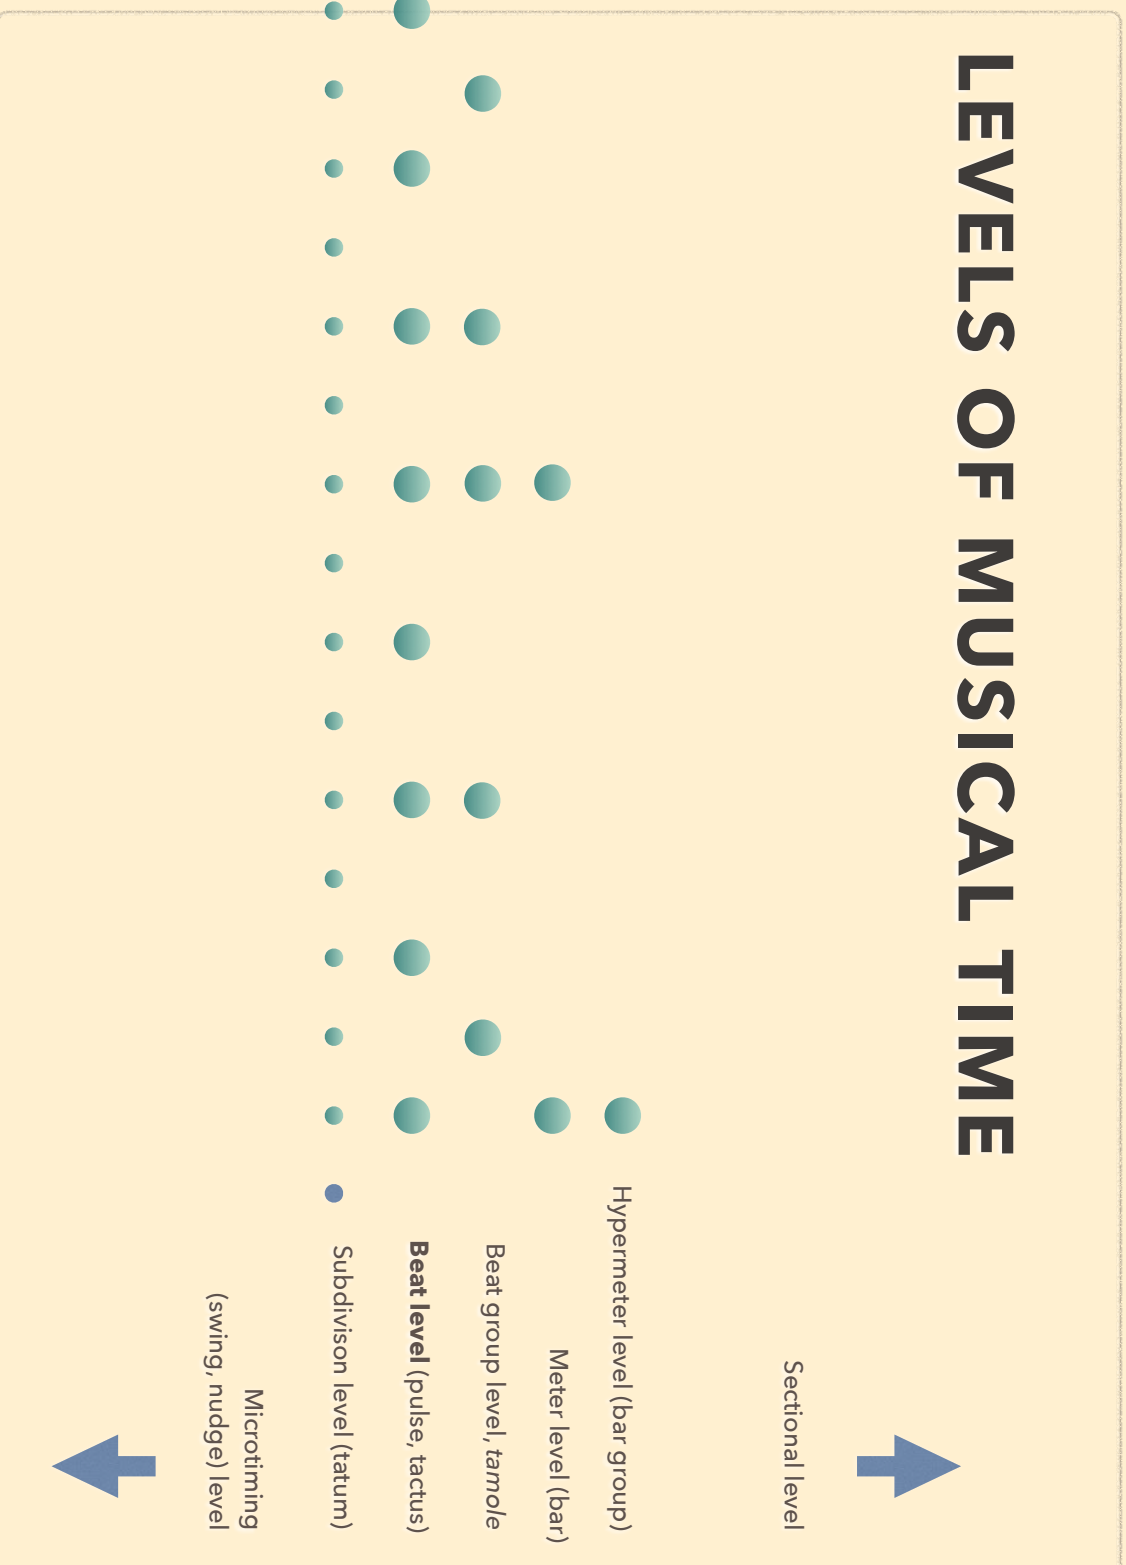 LEVELS OF MUSICAL TIME
Sectional level
Hypermeter level (bar group)
Meter level (bar)
Beat group level, tamole
Beat level (pulse, tactus)
Subdivison level (tatum)
Microtiming
(swing, nudge) level